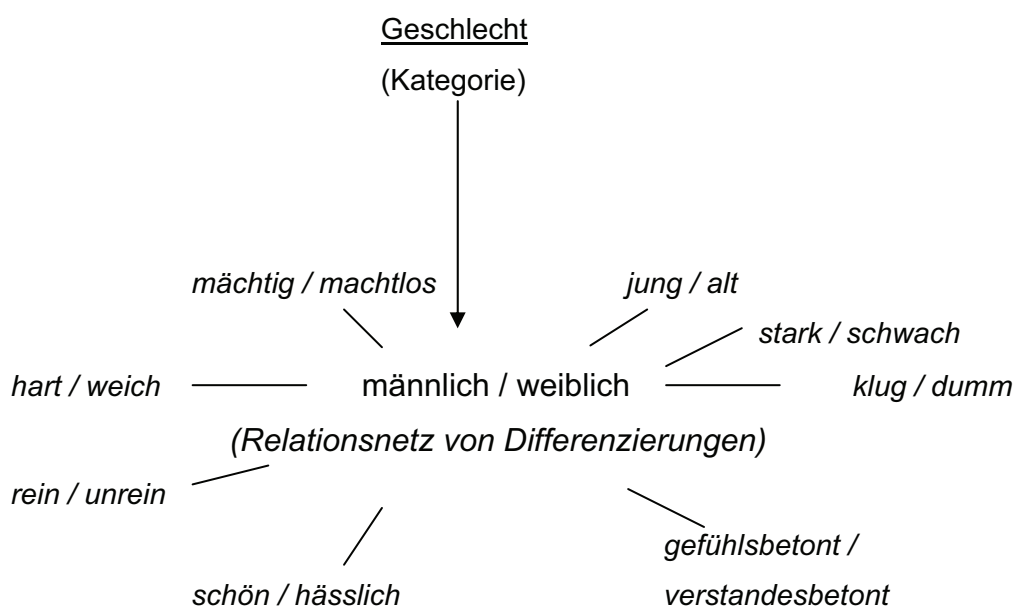 Geschlecht
(Kategorie)
mächtig / machtlos
jung / alt
stark / schwach
hart / weich
männlich / weiblich
klug / dumm
(Relationsnetz von Differenzierungen)
rein / unrein
gefühlsbetont /
verstandesbetont
schön / hässlich